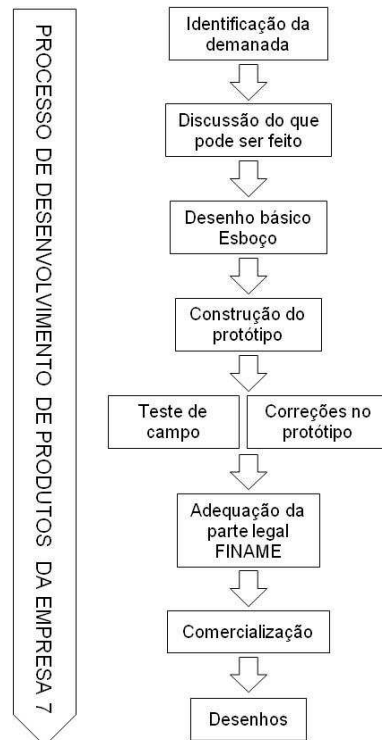 PROCESSO DE DESENVOLVIMENTO DE PRODUTOS DA EMPRESA 7
Identificação da
demanada
Discussão do que
pode ser feito
Desenho básico
Esboço
Construção do
protótipo
Teste de
campo
Correções no
protótipo
Adequação da
parte legal
FINAME
Comercialização
Desenhos